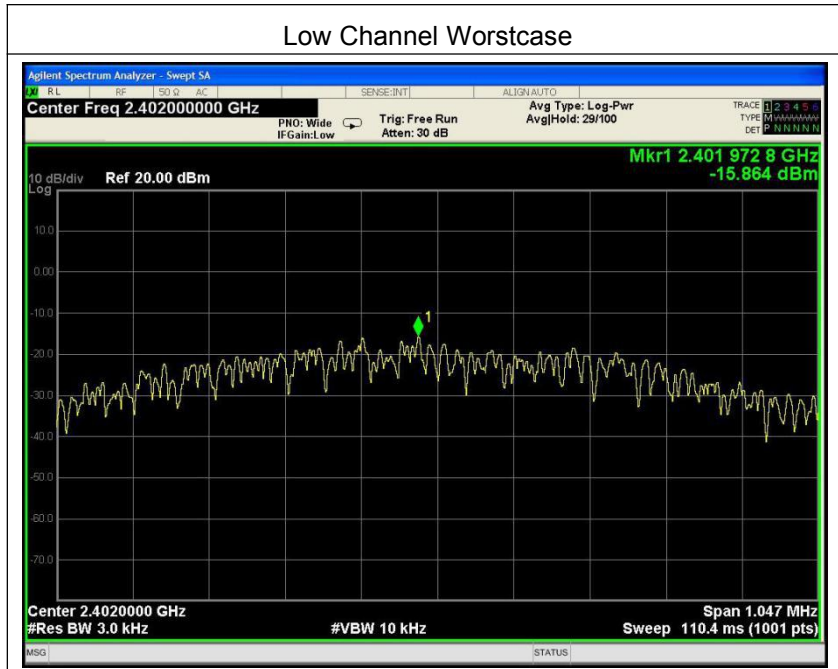 Low Channel Worstcase
Agilent Spectrum Analyzer - Swept SA
RL RF 50 Ω AC SENSE:INT ALIGN AUTO
Center Freq 2.402000000 GHz
PNO: Wide
IFGain:Low
Trig: Free Run
Atten: 30 dB
Avg Type: Log-Pwr
Avg|Hold: 29/100
TRACE 1 2 3 4 5 6
TYPE M
DET P N N N N N
Mkr1 2.401 972 8 GHz
-15.864 dBm
10 dB/div Ref 20.00 dBm
Log
10.0
0.00
1
-10.0
-20.0
-30.0
-40.0
-50.0
-60.0
-70.0
Center 2.4020000 GHz Span 1.047 MHz
#Res BW 3.0 kHz #VBW 10 kHz Sweep 110.4 ms (1001 pts)
MSG STATUS